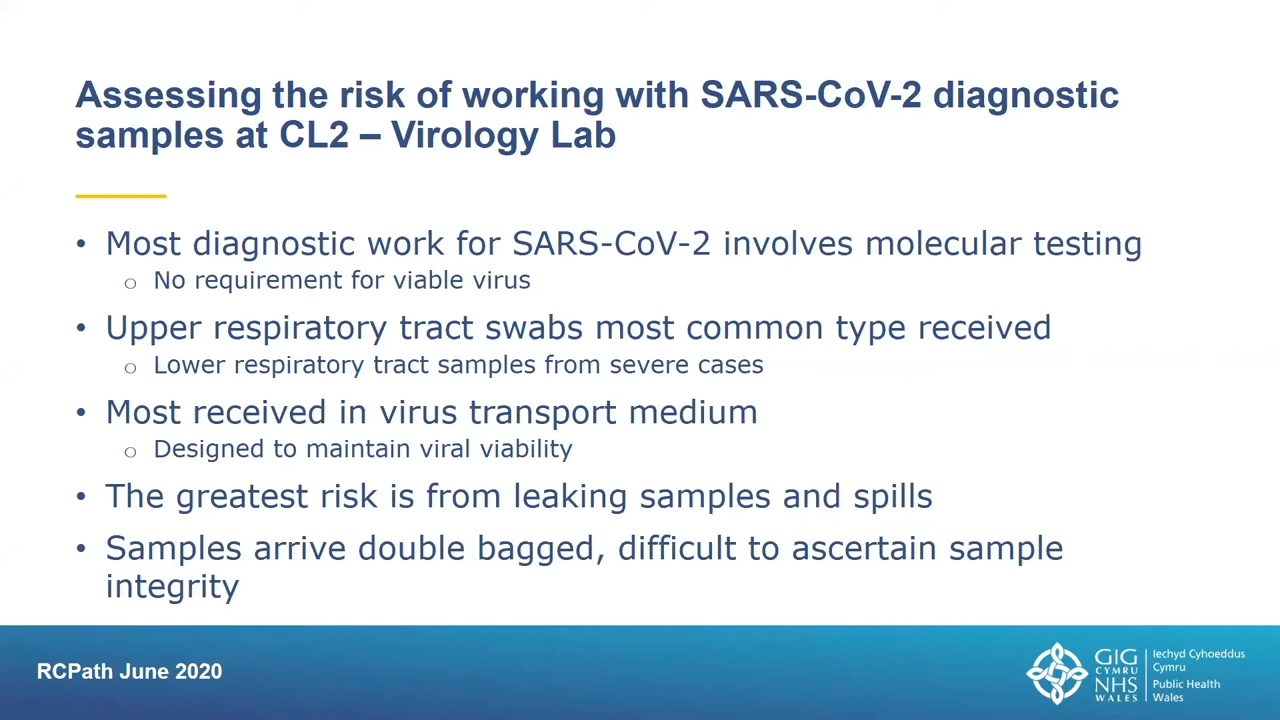 Assessing the risk of working with SARS-CoV-2 diagnostic
samples at CL2 – Virology Lab
• Most diagnostic work for SARS-CoV-2 involves molecular testing
o No requirement for viable virus
• Upper respiratory tract swabs most common type received
o Lower respiratory tract samples from severe cases
• Most received in virus transport medium
o Designed to maintain viral viability
• The greatest risk is from leaking samples and spills
• Samples arrive double bagged, difficult to ascertain sample
integrity
RCPath June 2020
GIG
CYMRU
NHS
WALES
Iechyd Cyhoeddus
Cymru
Public Health
Wales